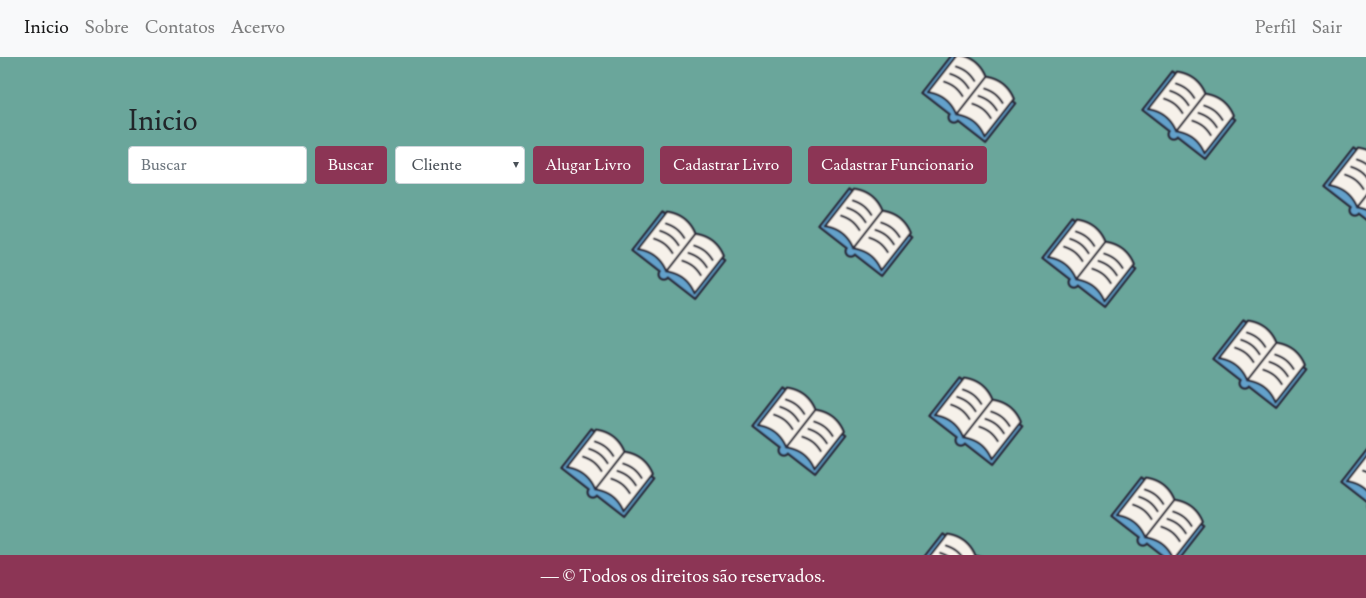 Inicio Sobre Contatos Acervo Perfil Sair
Inicio
Buscar Buscar Cliente Alugar Livro Cadastrar Livro Cadastrar Funcionario
— © Todos os direitos são reservados.